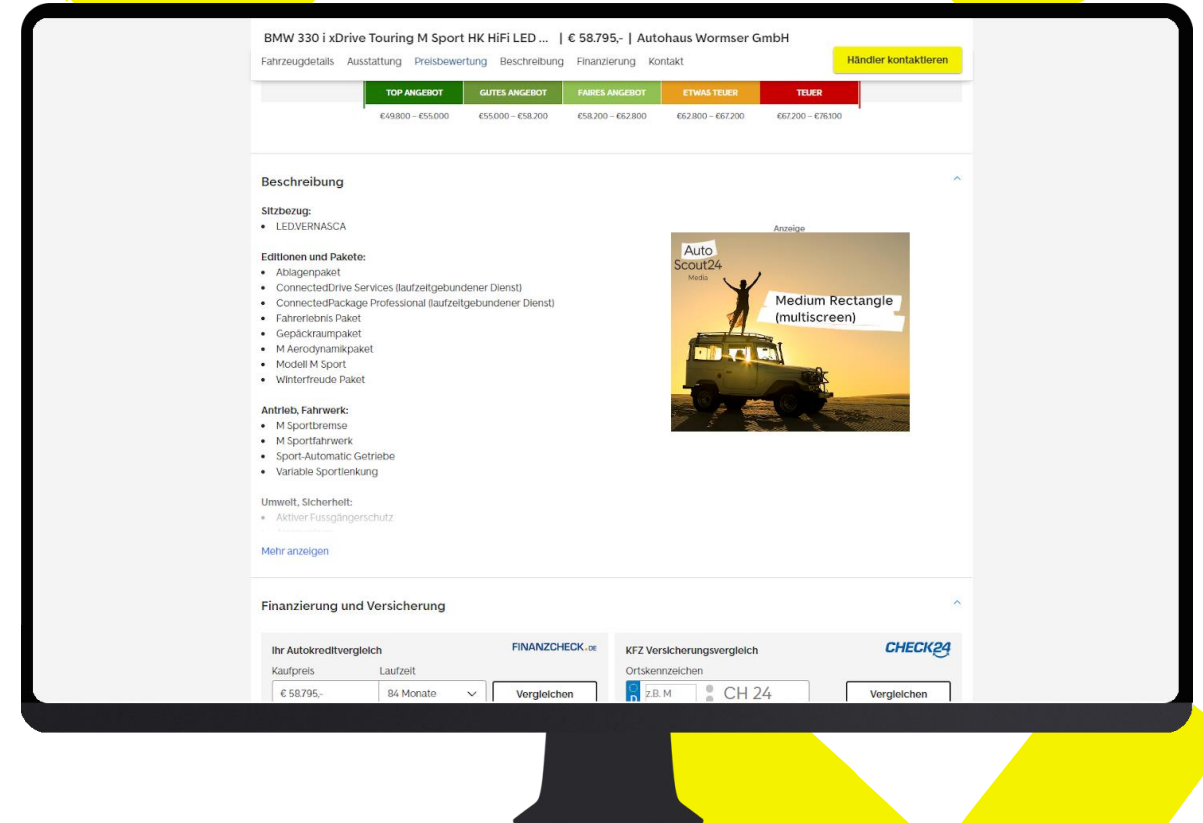 BMW 330 i xDrive Touring M Sport HK HiFi LED ... | € 58.795,- | Autohaus Wormser GmbH
Fahrzeugdetails Ausstattung Preisbewertung Beschreibung Finanzierung Kontakt
Händler kontaktieren
TOP ANGEBOT GUTES ANGEBOT FAIRES ANGEBOT ETWAS TEUER TEUER
€49.800 – €55.000 €55.000 – €58.200 €58.200 – €62.800 €62.800 – €67.200 €67.200 – €76.100
Beschreibung
Sitzbezug:
• LED.VERNASCA
Editionen und Pakete:
• Ablagenpaket
• ConnectedDrive Services (laufzeitgebundener Dienst)
• ConnectedPackage Professional (laufzeitgebundener Dienst)
• Fahrerlebnis Paket
• Gepäckraumpaket
• M Aerodynamikpaket
• Modell M Sport
• Winterfreude Paket
Antrieb, Fahrwerk:
• M Sportbremse
• M Sportfahrwerk
• Sport-Automatic Getriebe
• Variable Sportlenkung
Umwelt, Sicherheit:
• Aktiver Fussgängerschutz
Mehr anzeigen
Anzeige
Auto
Scout24
Media
Medium Rectangle
(multiscreen)
Finanzierung und Versicherung
Ihr Autokreditvergleich FINANZCHECK.DE
Kaufpreis Laufzeit
€ 58.795,- 84 Monate Vergleichen
KFZ Versicherungsvergleich CHECK24
Ortskennzeichen
D z.B. M CH 24 Vergleichen